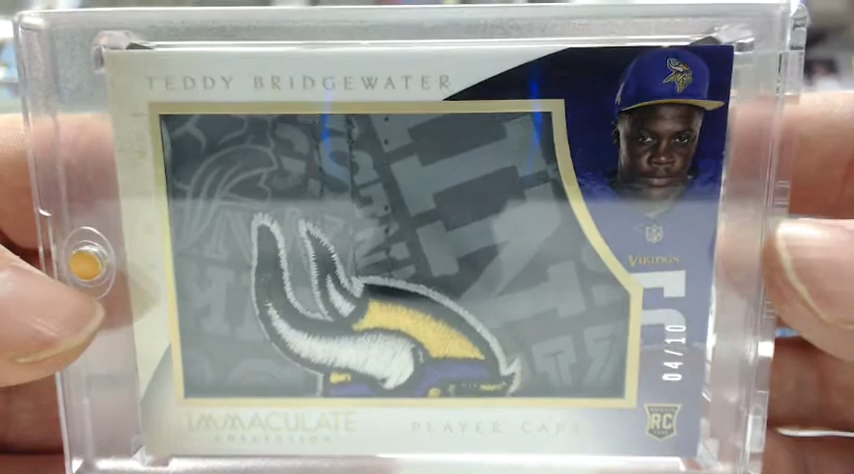 TEDDY BRIDGEWATER
VIKINGS
04/10
IMMACULATE
COLLECTION
PLAYER CAPS
RC